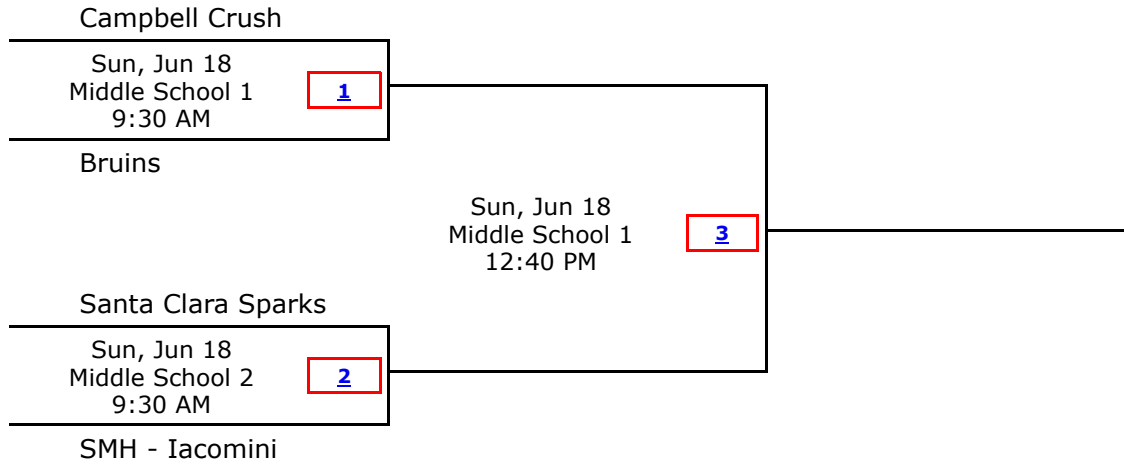 Campbell Crush
Sun, Jun 18
Middle School 1
9:30 AM
1
Bruins
Sun, Jun 18
Middle School 1
12:40 PM
3
Santa Clara Sparks
Sun, Jun 18
Middle School 2
9:30 AM
2
SMH - Iacomini